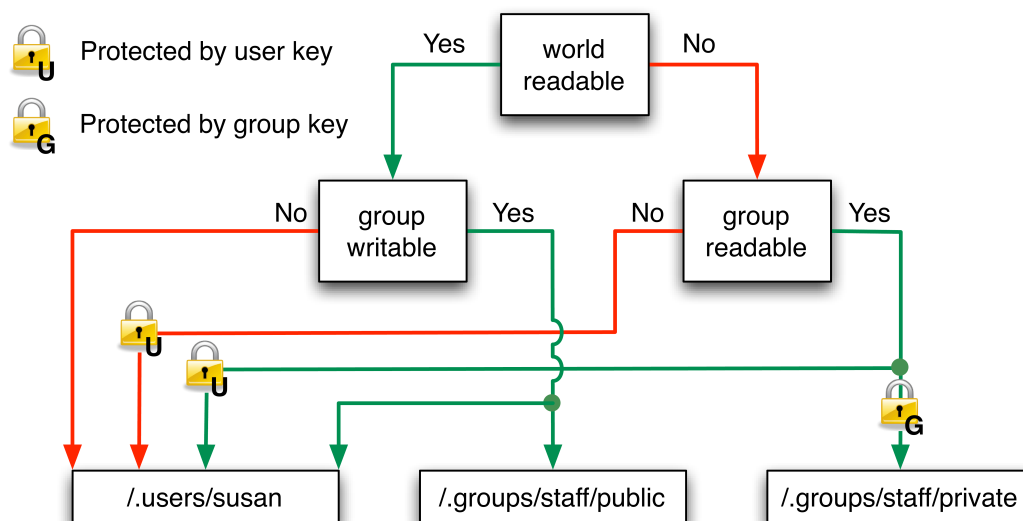 Protected by user key
U
Protected by group key
G
Yes
world
readable
No
No
group
writable
Yes
No
group
readable
Yes
U
U
G
/.users/susan
/.groups/staff/public
/.groups/staff/private